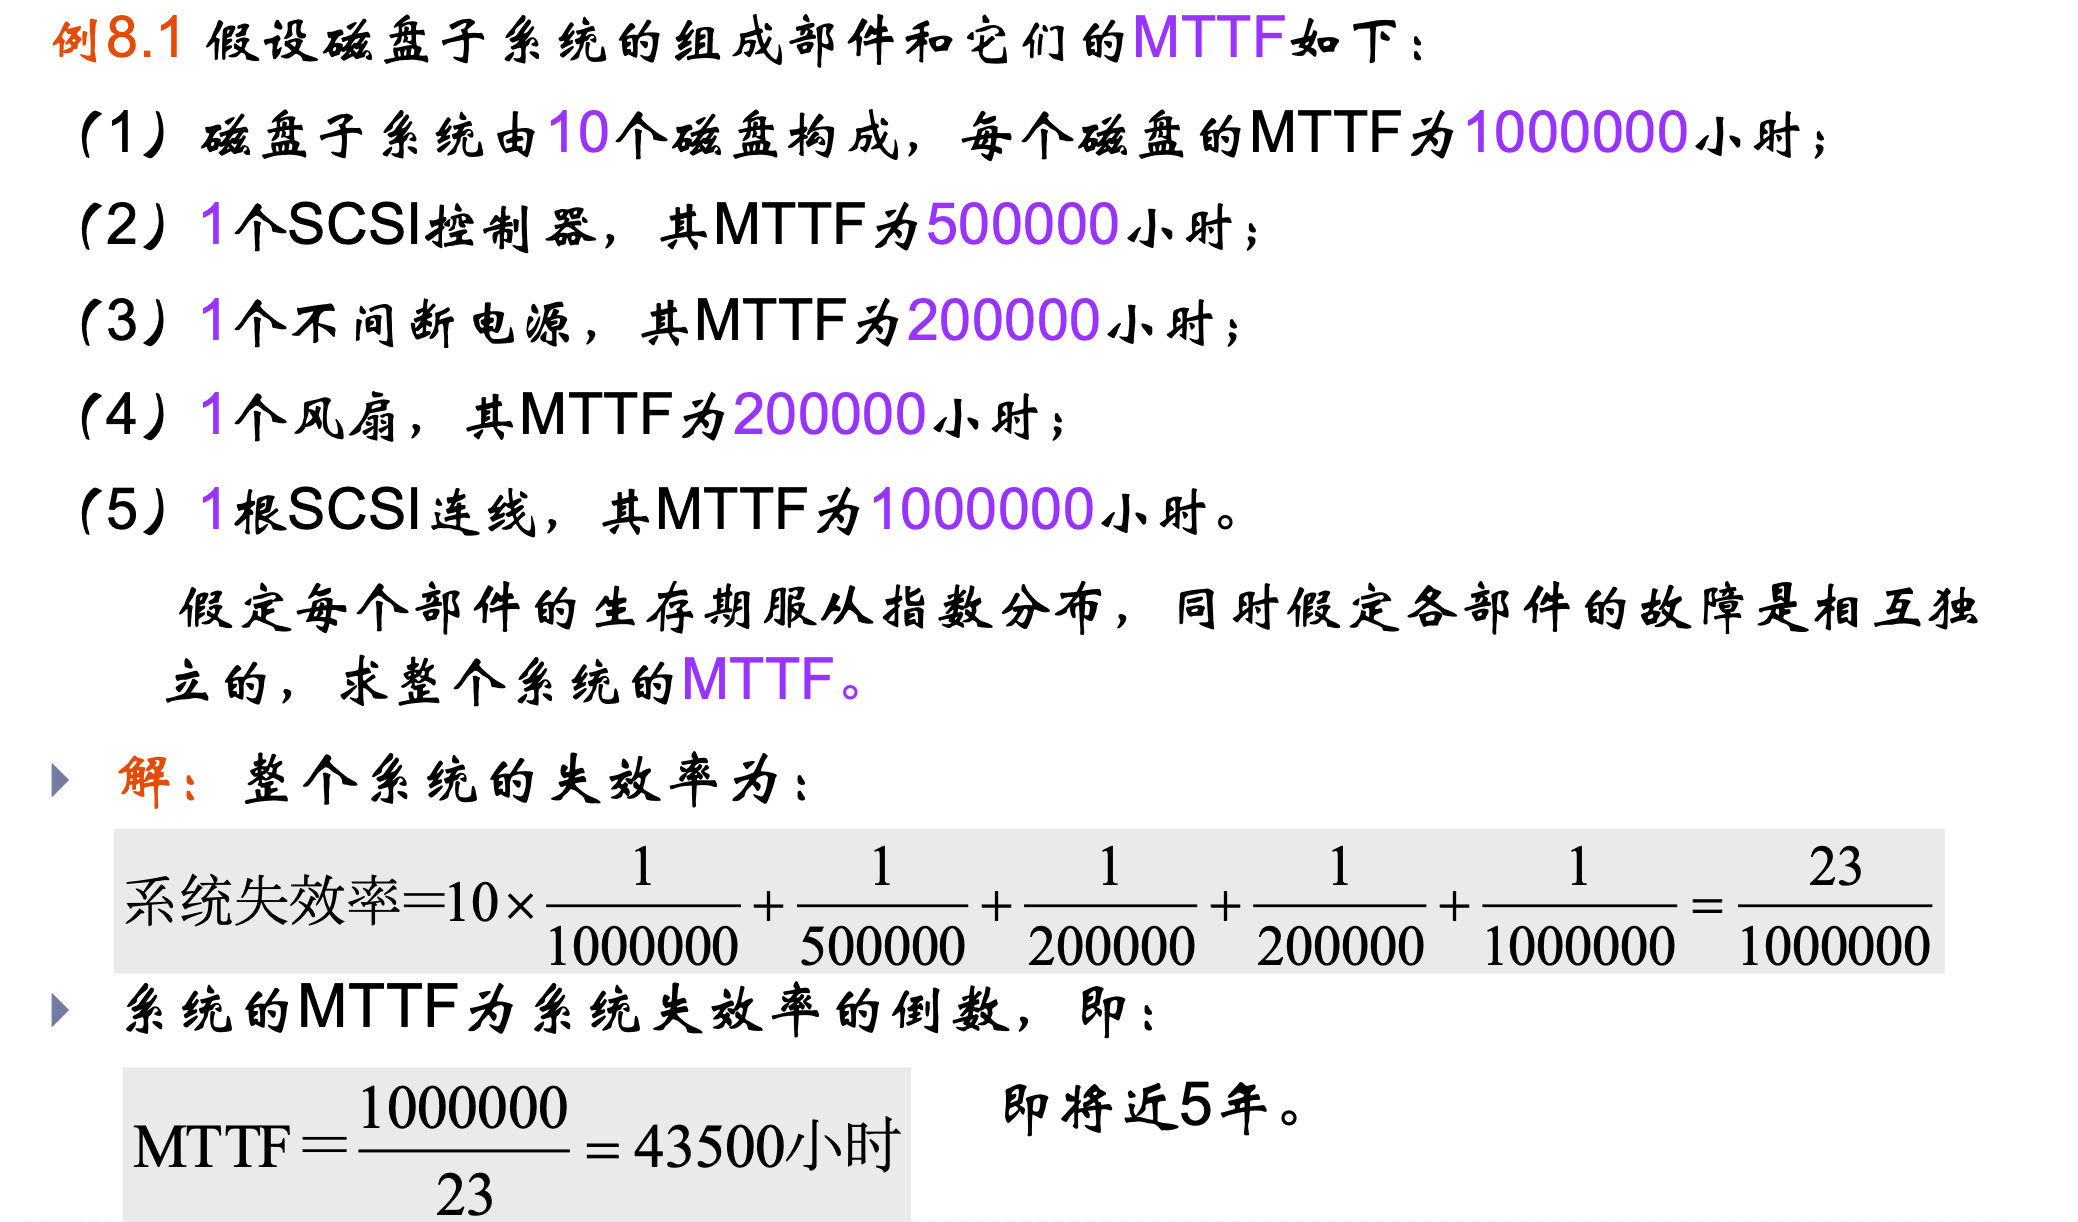 例8.1 假设磁盘子系统的组成部件和它们的MTTF如下：
（1）磁盘子系统由10个磁盘构成，每个磁盘的MTTF为1000000小时；
（2）1个SCSI控制器，其MTTF为500000小时；
（3）1个不间断电源，其MTTF为200000小时；
（4）1个风扇，其MTTF为200000小时；
（5）1根SCSI连线，其MTTF为1000000小时。
假定每个部件的生存期服从指数分布，同时假定各部件的故障是相互独
立的，求整个系统的MTTF。
解：整个系统的失效率为：
系统失效率＝10×1/1000000 + 1/500000 + 1/200000 + 1/200000 + 1/1000000 = 23/1000000
系统的MTTF为系统失效率的倒数，即：
MTTF＝1000000/23 = 43500小时 即将近5年。